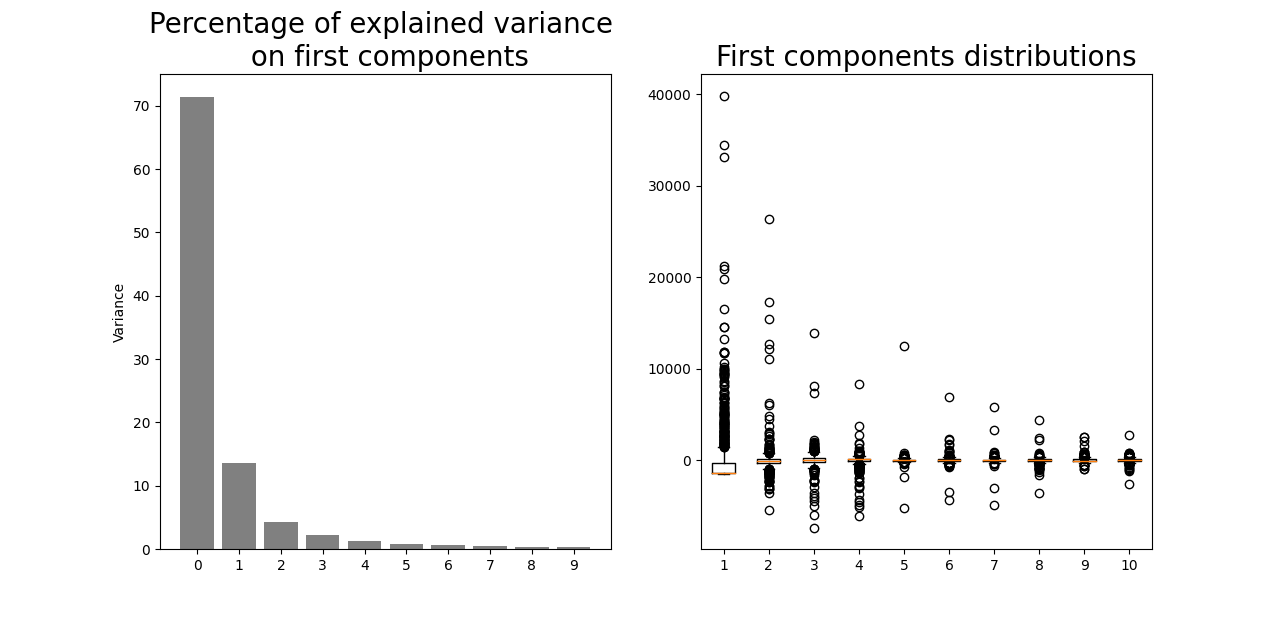 Percentage of explained variance
on first components
Variance
70
60
50
40
30
20
10
0
0 1 2 3 4 5 6 7 8 9
First components distributions
40000
30000
20000
10000
0
1 2 3 4 5 6 7 8 9 10